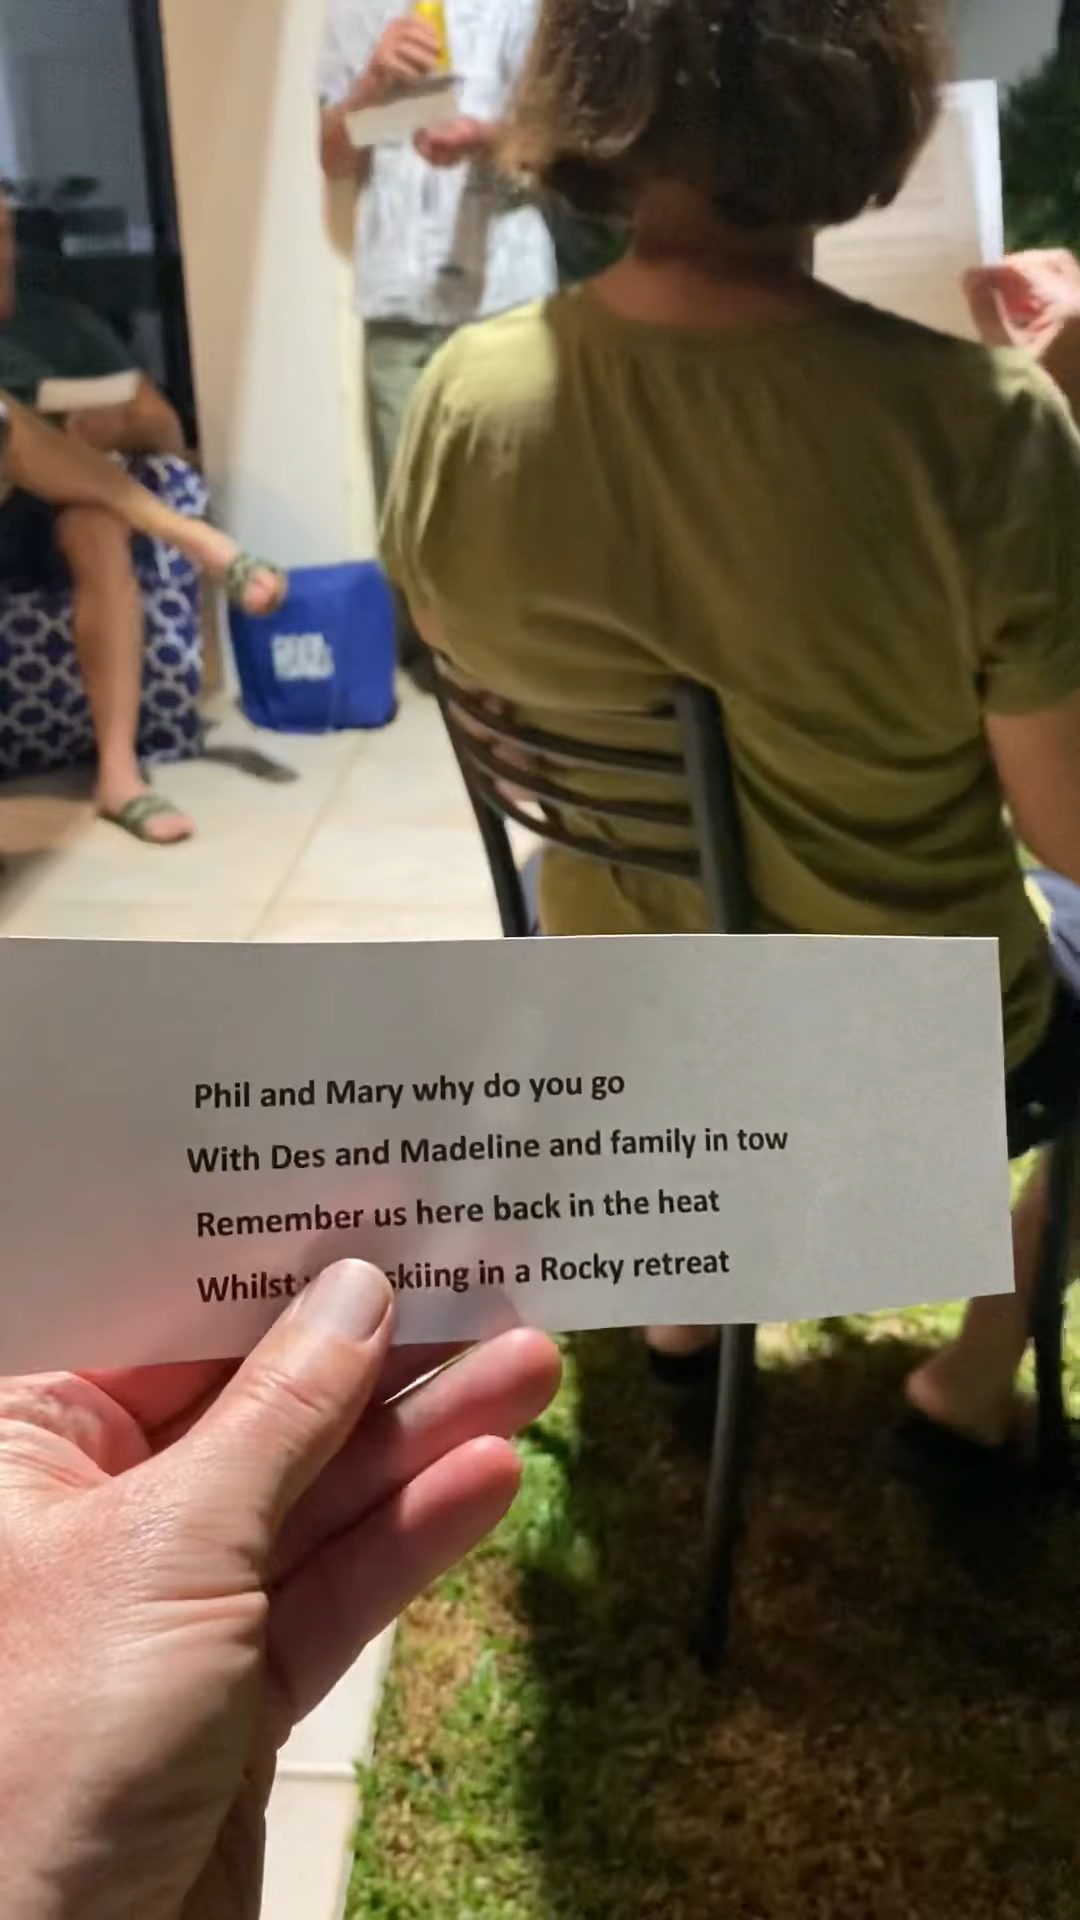 Phil and Mary why do you go
With Des and Madeline and family in tow
Remember us here back in the heat
Whilst skiing in a Rocky retreat